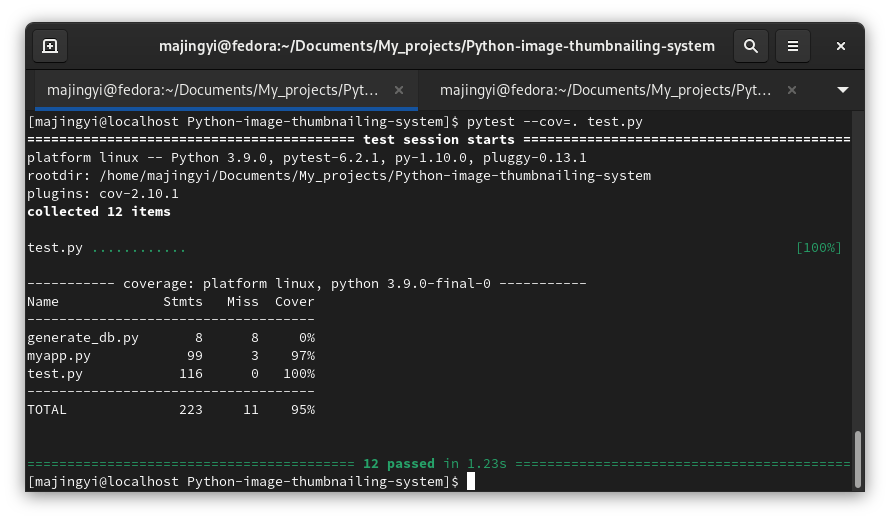 majingyi@fedora:~/Documents/My_projects/Python-image-thumbnailing-system
majingyi@fedora:~/Documents/My_projects/Pyt... majingyi@fedora:~/Documents/My_projects/Pyt...
[majingyi@localhost Python-image-thumbnailing-system]$ pytest --cov=. test.py
========================================= test session starts =========================================
platform linux -- Python 3.9.0, pytest-6.2.1, py-1.10.0, pluggy-0.13.1
rootdir: /home/majingyi/Documents/My_projects/Python-image-thumbnailing-system
plugins: cov-2.10.1
collected 12 items
test.py ............ [100%]
----------- coverage: platform linux, python 3.9.0-final-0 -----------
Name Stmts Miss Cover
------------------------------------
generate_db.py 8 8 0%
myapp.py 99 3 97%
test.py 116 0 100%
------------------------------------
TOTAL 223 11 95%
========================================= 12 passed in 1.23s ==========================================
[majingyi@localhost Python-image-thumbnailing-system]$